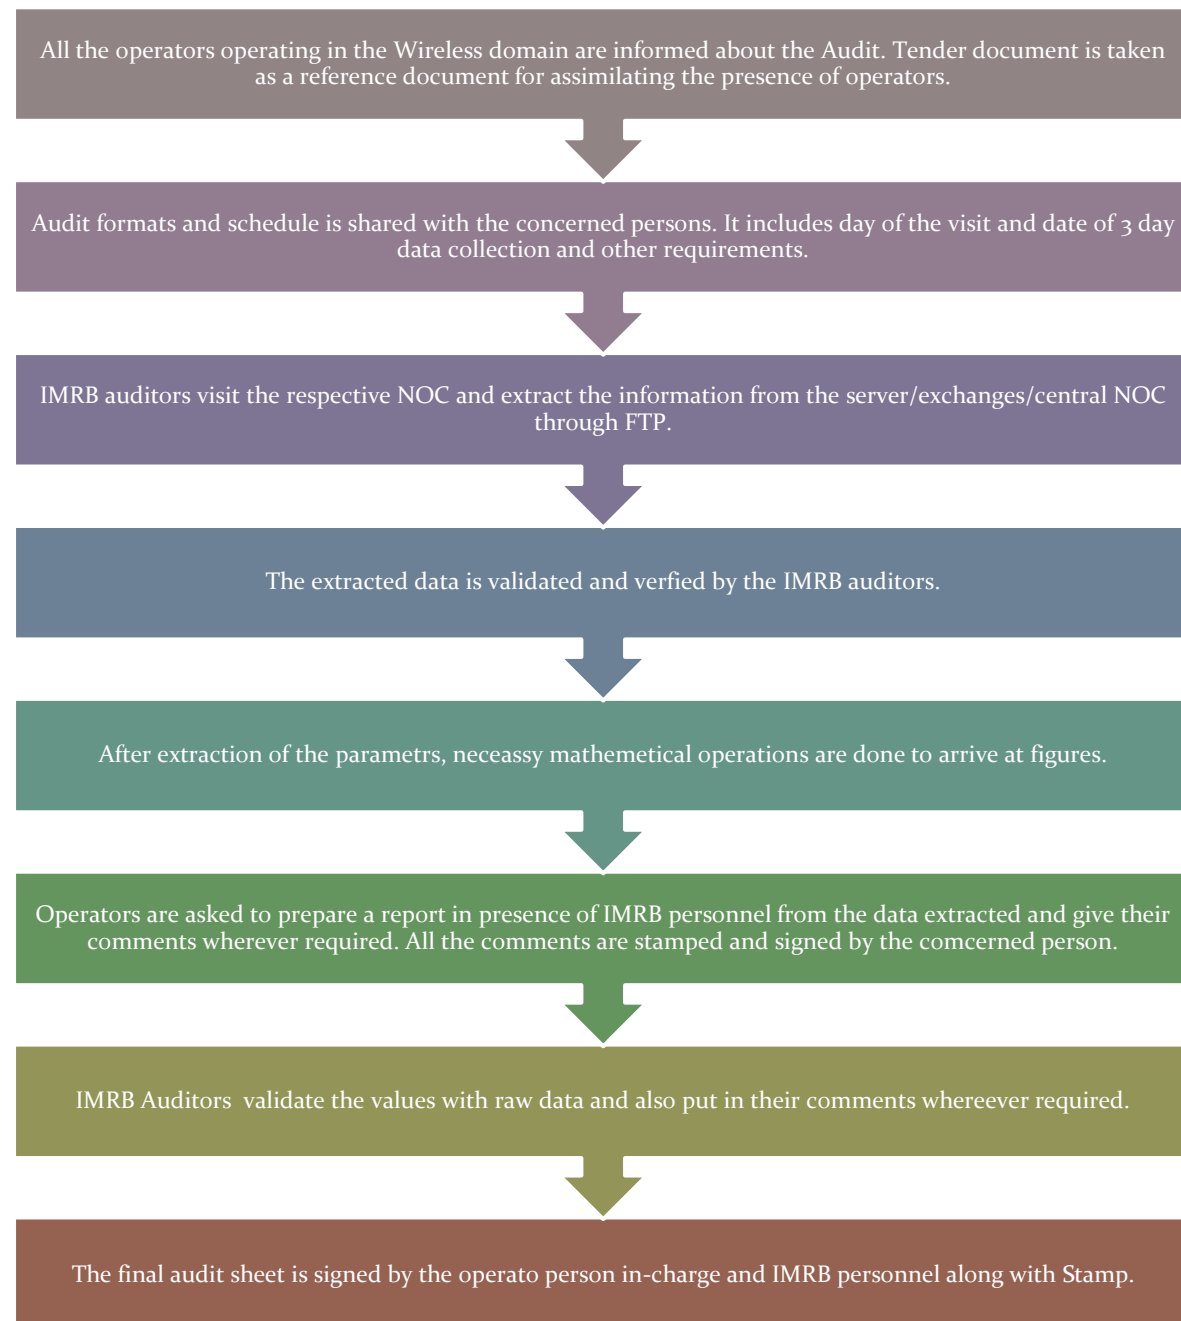 All the operators operating in the Wireless domain are informed about the Audit. Tender document is taken
as a reference document for assimilating the presence of operators.
Audit formats and schedule is shared with the concerned persons. It includes day of the visit and date of 3 day
data collection and other requirements.
IMRB auditors visit the respective NOC and extract the information from the server/exchanges/central NOC
through FTP.
The extracted data is validated and verfied by the IMRB auditors.
After extraction of the parametrs, neceassy mathemetical operations are done to arrive at figures.
Operators are asked to prepare a report in presence of IMRB personnel from the data extracted and give their
comments wherever required. All the comments are stamped and signed by the comcerned person.
IMRB Auditors  validate the values with raw data and also put in their comments whereever required.
The final audit sheet is signed by the operato person in-charge and IMRB personnel along with Stamp.